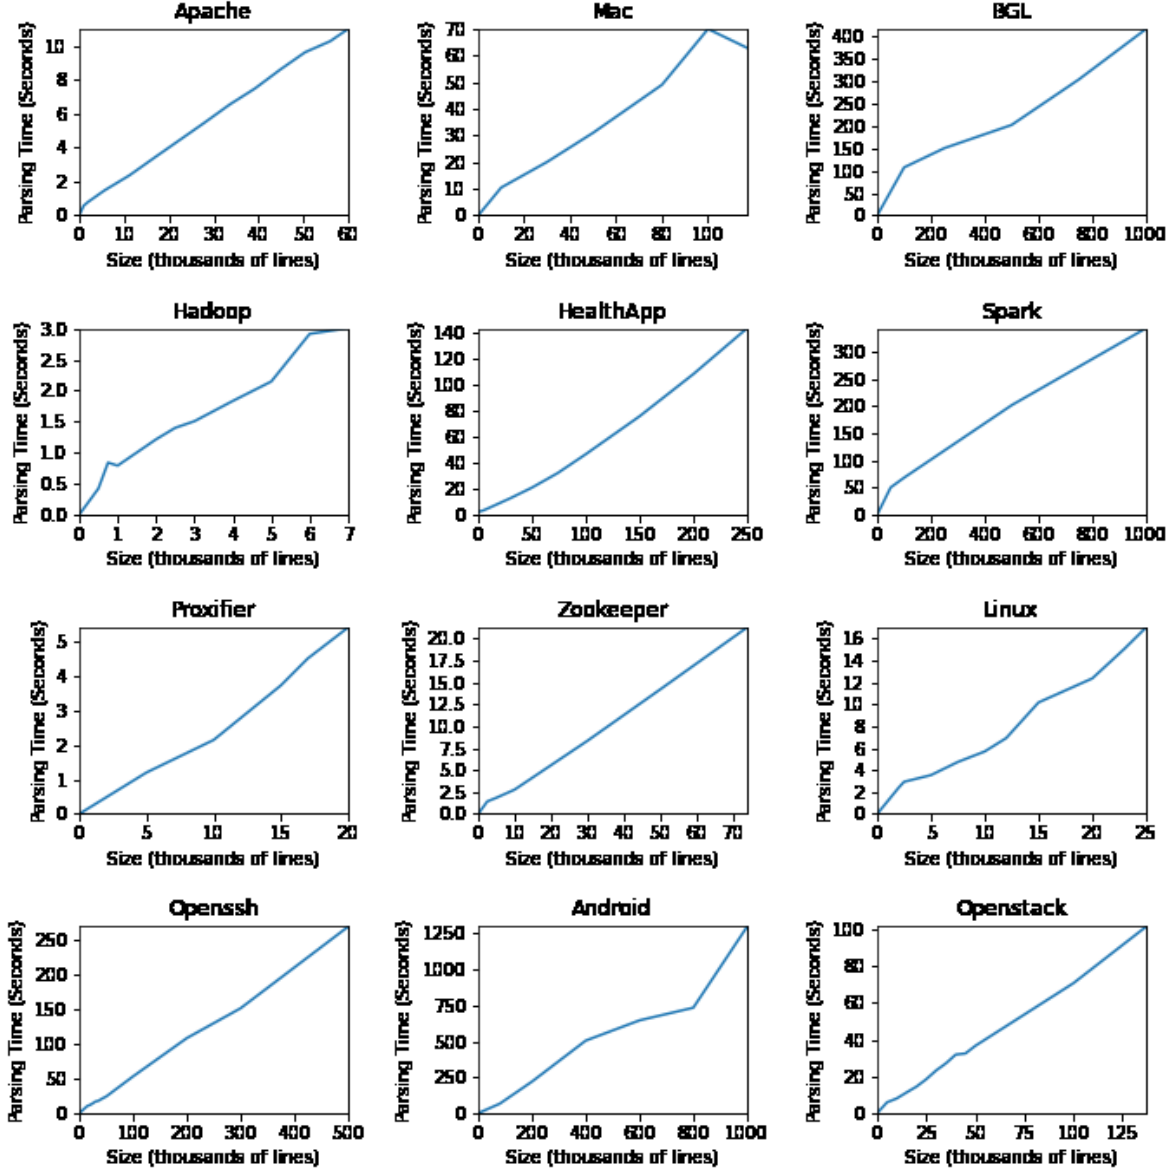 Apache
Parsing Time (Seconds)
10
8
6
4
2
0
0 10 20 30 40 50 60
Size (thousands of lines)
Mac
Parsing Time (Seconds)
70
60
50
40
30
20
10
0
0 20 40 60 80 100
Size (thousands of lines)
BGL
Parsing Time (Seconds)
400
350
300
250
200
150
100
50
0
0 200 400 600 800 1000
Size (thousands of lines)
Hadoop
Parsing Time (Seconds)
3.0
2.5
2.0
1.5
1.0
0.5
0.0
0 1 2 3 4 5 6 7
Size (thousands of lines)
HealthApp
Parsing Time (Seconds)
140
120
100
80
60
40
20
0
0 50 100 150 200 250
Size (thousands of lines)
Spark
Parsing Time (Seconds)
300
250
200
150
100
50
0
0 200 400 600 800 1000
Size (thousands of lines)
Proxifier
Parsing Time (Seconds)
5
4
3
2
1
0
0 5 10 15 20
Size (thousands of lines)
Zookeeper
Parsing Time (Seconds)
20.0
17.5
15.0
12.5
10.0
7.5
5.0
2.5
0.0
0 10 20 30 40 50 60 70
Size (thousands of lines)
Linux
Parsing Time (Seconds)
16
14
12
10
8
6
4
2
0
0 5 10 15 20 25
Size (thousands of lines)
Openssh
Parsing Time (Seconds)
250
200
150
100
50
0
0 100 200 300 400 500
Size (thousands of lines)
Android
Parsing Time (Seconds)
1250
1000
750
500
250
0
0 200 400 600 800 1000
Size (thousands of lines)
Openstack
Parsing Time (Seconds)
100
80
60
40
20
0
0 25 50 75 100 125
Size (thousands of lines)